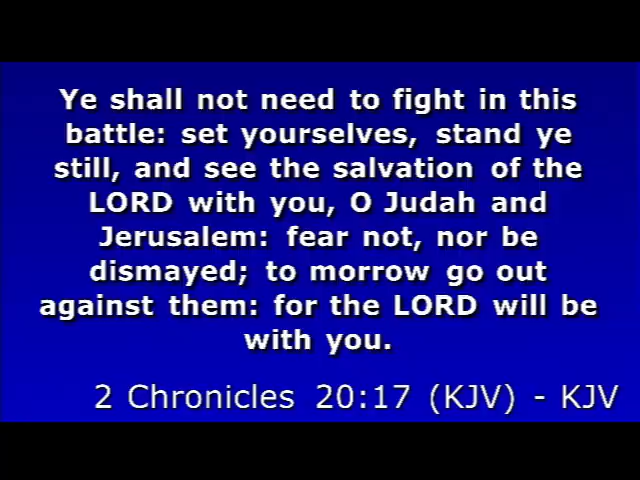 Ye shall not need to fight in this
battle: set yourselves, stand ye
still, and see the salvation of the
LORD with you, O Judah and
Jerusalem: fear not, nor be
dismayed; to morrow go out
against them: for the LORD will be
with you.
2 Chronicles 20:17 (KJV) - KJV